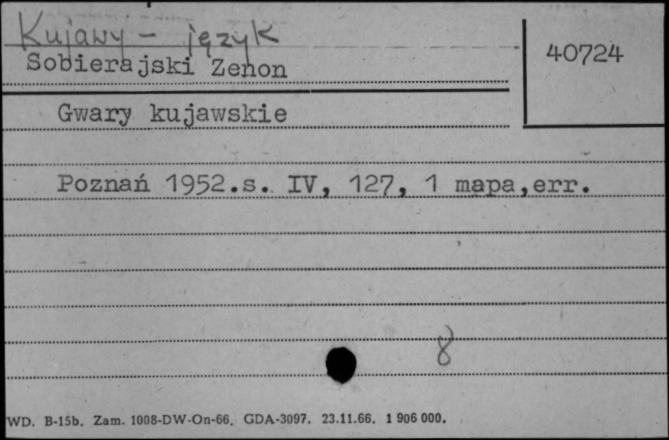 Kujawy - język
40724
Sobierajski Zenon
Gwary kujawskie
Poznań 1952.s. IV, 127, 1 mapa,err.
8
WD. B-15b. Zam. 1008-DW-On-66. GDA-3097. 23.11.66. 1 906 000.